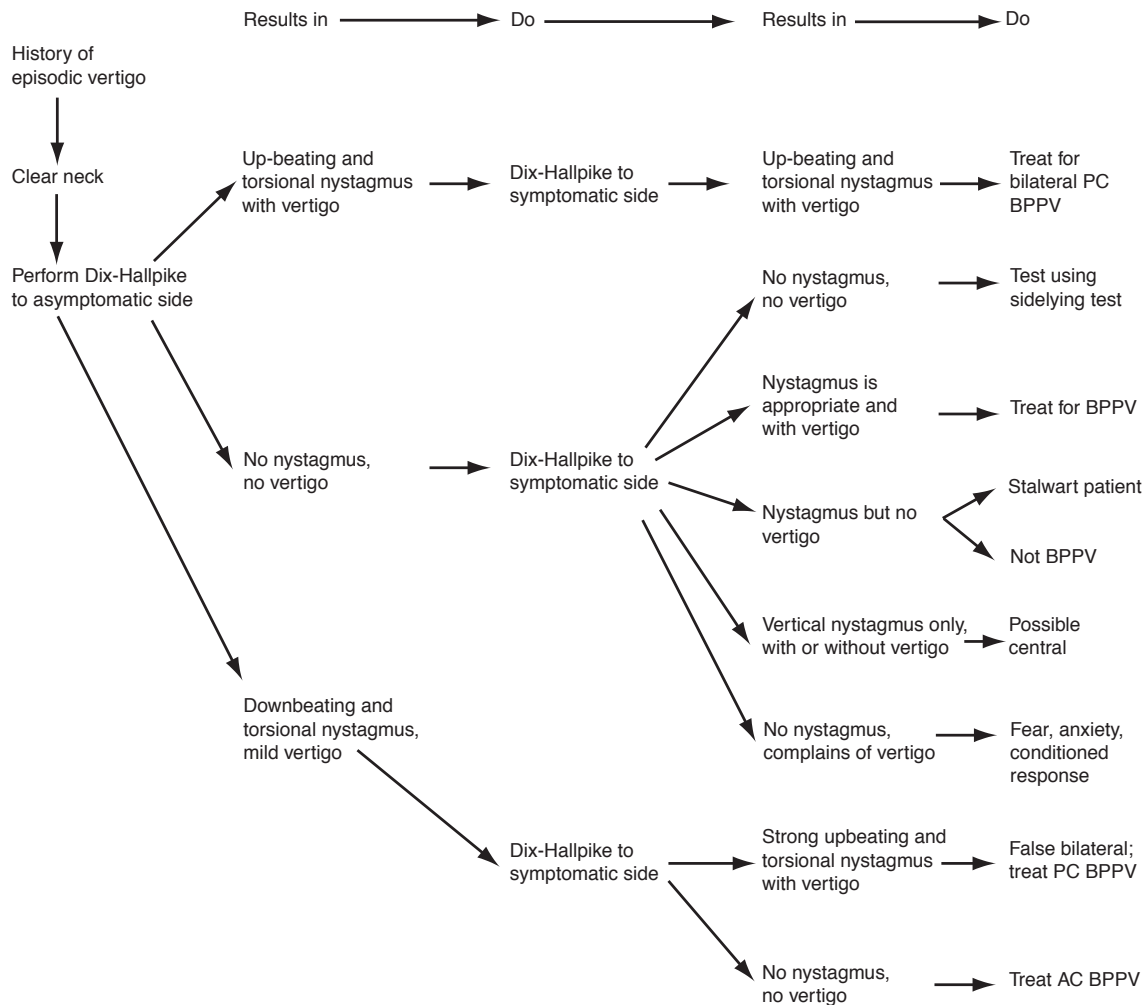 Results in
Do
Results in
Do
History of
episodic vertigo
Clear neck
Perform Dix-Hallpike
to asymptomatic side
Up-beating and
torsional nystagmus
with vertigo
Dix-Hallpike to
symptomatic side
Up-beating and
torsional nystagmus
with vertigo
Treat for
bilateral PC
BPPV
No nystagmus,
no vertigo
Dix-Hallpike to
symptomatic side
No nystagmus,
no vertigo
Test using
sidelying test
Nystagmus is
appropriate and
with vertigo
Treat for BPPV
Nystagmus but no
vertigo
Stalwart patient
Not BPPV
Vertical nystagmus only,
with or without vertigo
Possible
central
No nystagmus,
complains of vertigo
Fear, anxiety,
conditioned
response
Downbeating and
torsional nystagmus,
mild vertigo
Dix-Hallpike to
symptomatic side
Strong upbeating and
torsional nystagmus
with vertigo
False bilateral;
treat PC BPPV
No nystagmus,
no vertigo
Treat AC BPPV